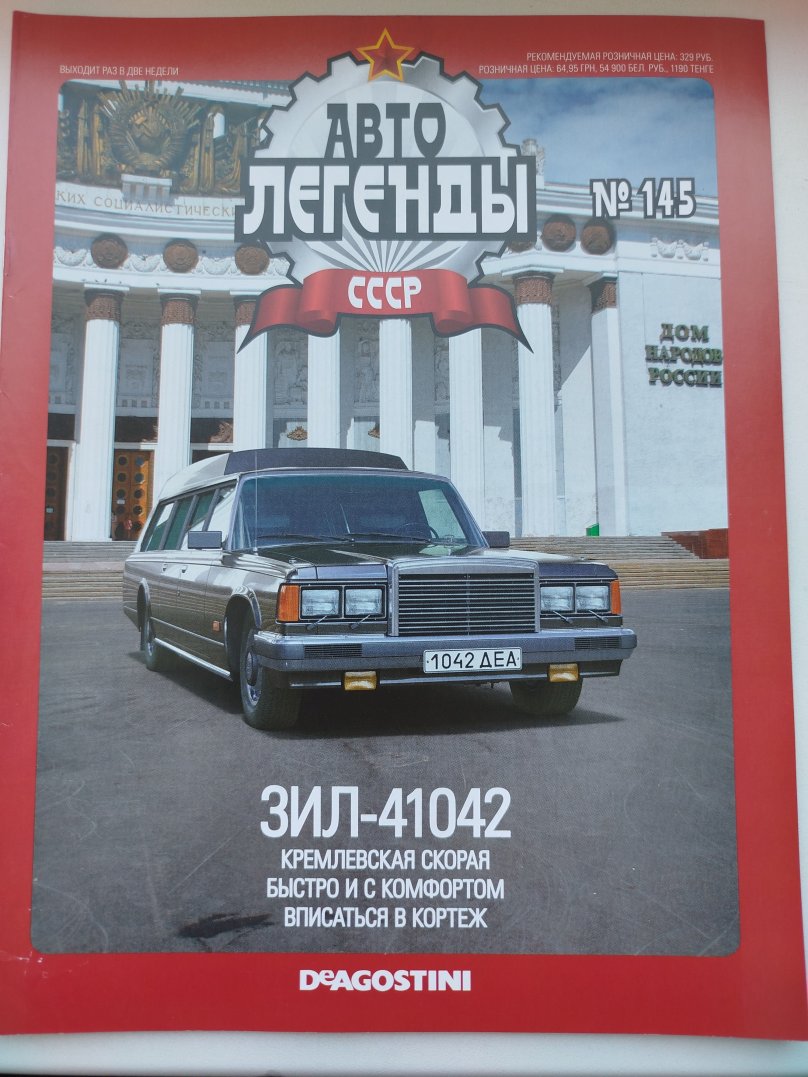 ВЫХОДИТ РАЗ В ДВЕ НЕДЕЛИ
РЕКОМЕНДУЕМАЯ РОЗНИЧНАЯ ЦЕНА: 329 РУБ.
РОЗНИЧНАЯ ЦЕНА: 64,95 ГРН, 54 900 БЕЛ. РУБ., 1190 ТЕНГЕ
АВТО
ЛЕГЕНДЫ
СССР
№ 145
СКИХ СОЦИАЛИСТИЧЕСКИ
ДОМ
НАРОДОВ
РОССИИ
1042 ДЕА
ЗИЛ-41042
КРЕМЛЕВСКАЯ СКОРАЯ
БЫСТРО И С КОМФОРТОМ
ВПИСАТЬСЯ В КОРТЕЖ
DeAGOSTINI